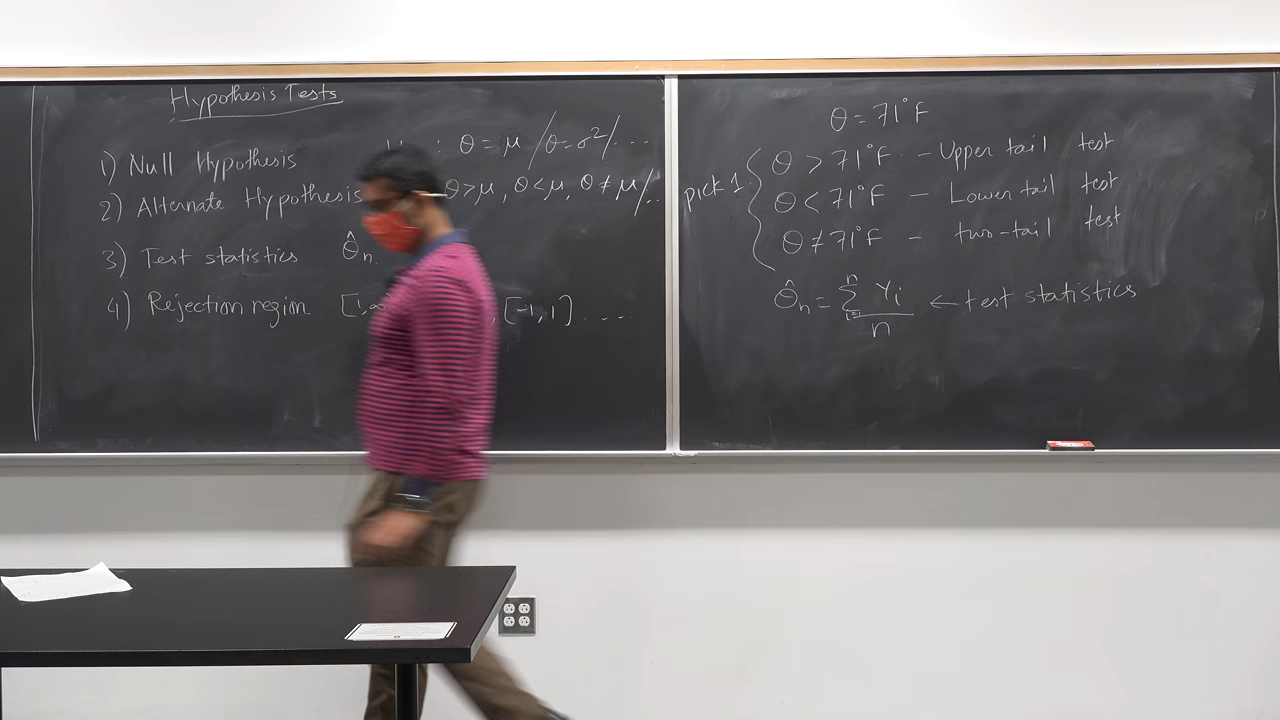 Hypothesis Tests
1) Null Hypothesis : θ = μ /θ=σ²/...
2) Alternate Hypothesis θ>μ, θ<μ, θ≠μ/..
3) Test statistics θ̂n
4) Rejection region [1,∞ , [-1,1] ....
θ = 71°F
pick 1 { θ > 71°F - Upper tail test
θ < 71°F - Lower tail test
θ ≠ 71°F - two-tail test
θ̂n = Σ Yi / n ← test statistics